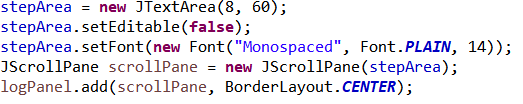 stepArea = new JTextArea(8, 60);
stepArea.setEditable(false);
stepArea.setFont(new Font("Monospaced", Font.PLAIN, 14));
JScrollPane scrollPane = new JScrollPane(stepArea);
logPanel.add(scrollPane, BorderLayout.CENTER);